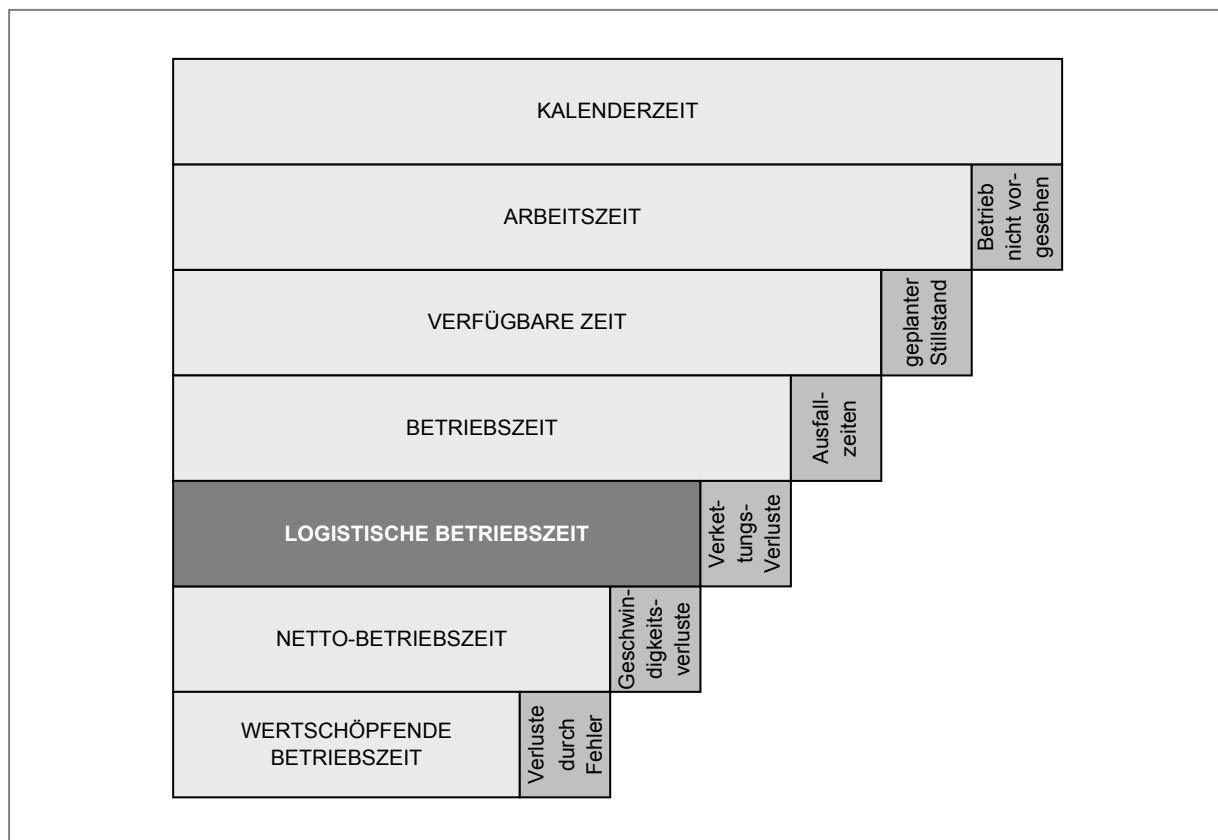 KALENDERZEIT
ARBEITSZEIT
Betrieb
nicht vor-
gesehen
VERFÜGBARE ZEIT
geplanter
Stillstand
BETRIEBSZEIT
Ausfall-
zeiten
LOGISTISCHE BETRIEBSZEIT
Verket-
tungs-
Verluste
NETTO-BETRIEBSZEIT
Geschwin-
digkeits-
verluste
WERTSCHÖPFENDE
BETRIEBSZEIT
Verluste
durch
Fehler